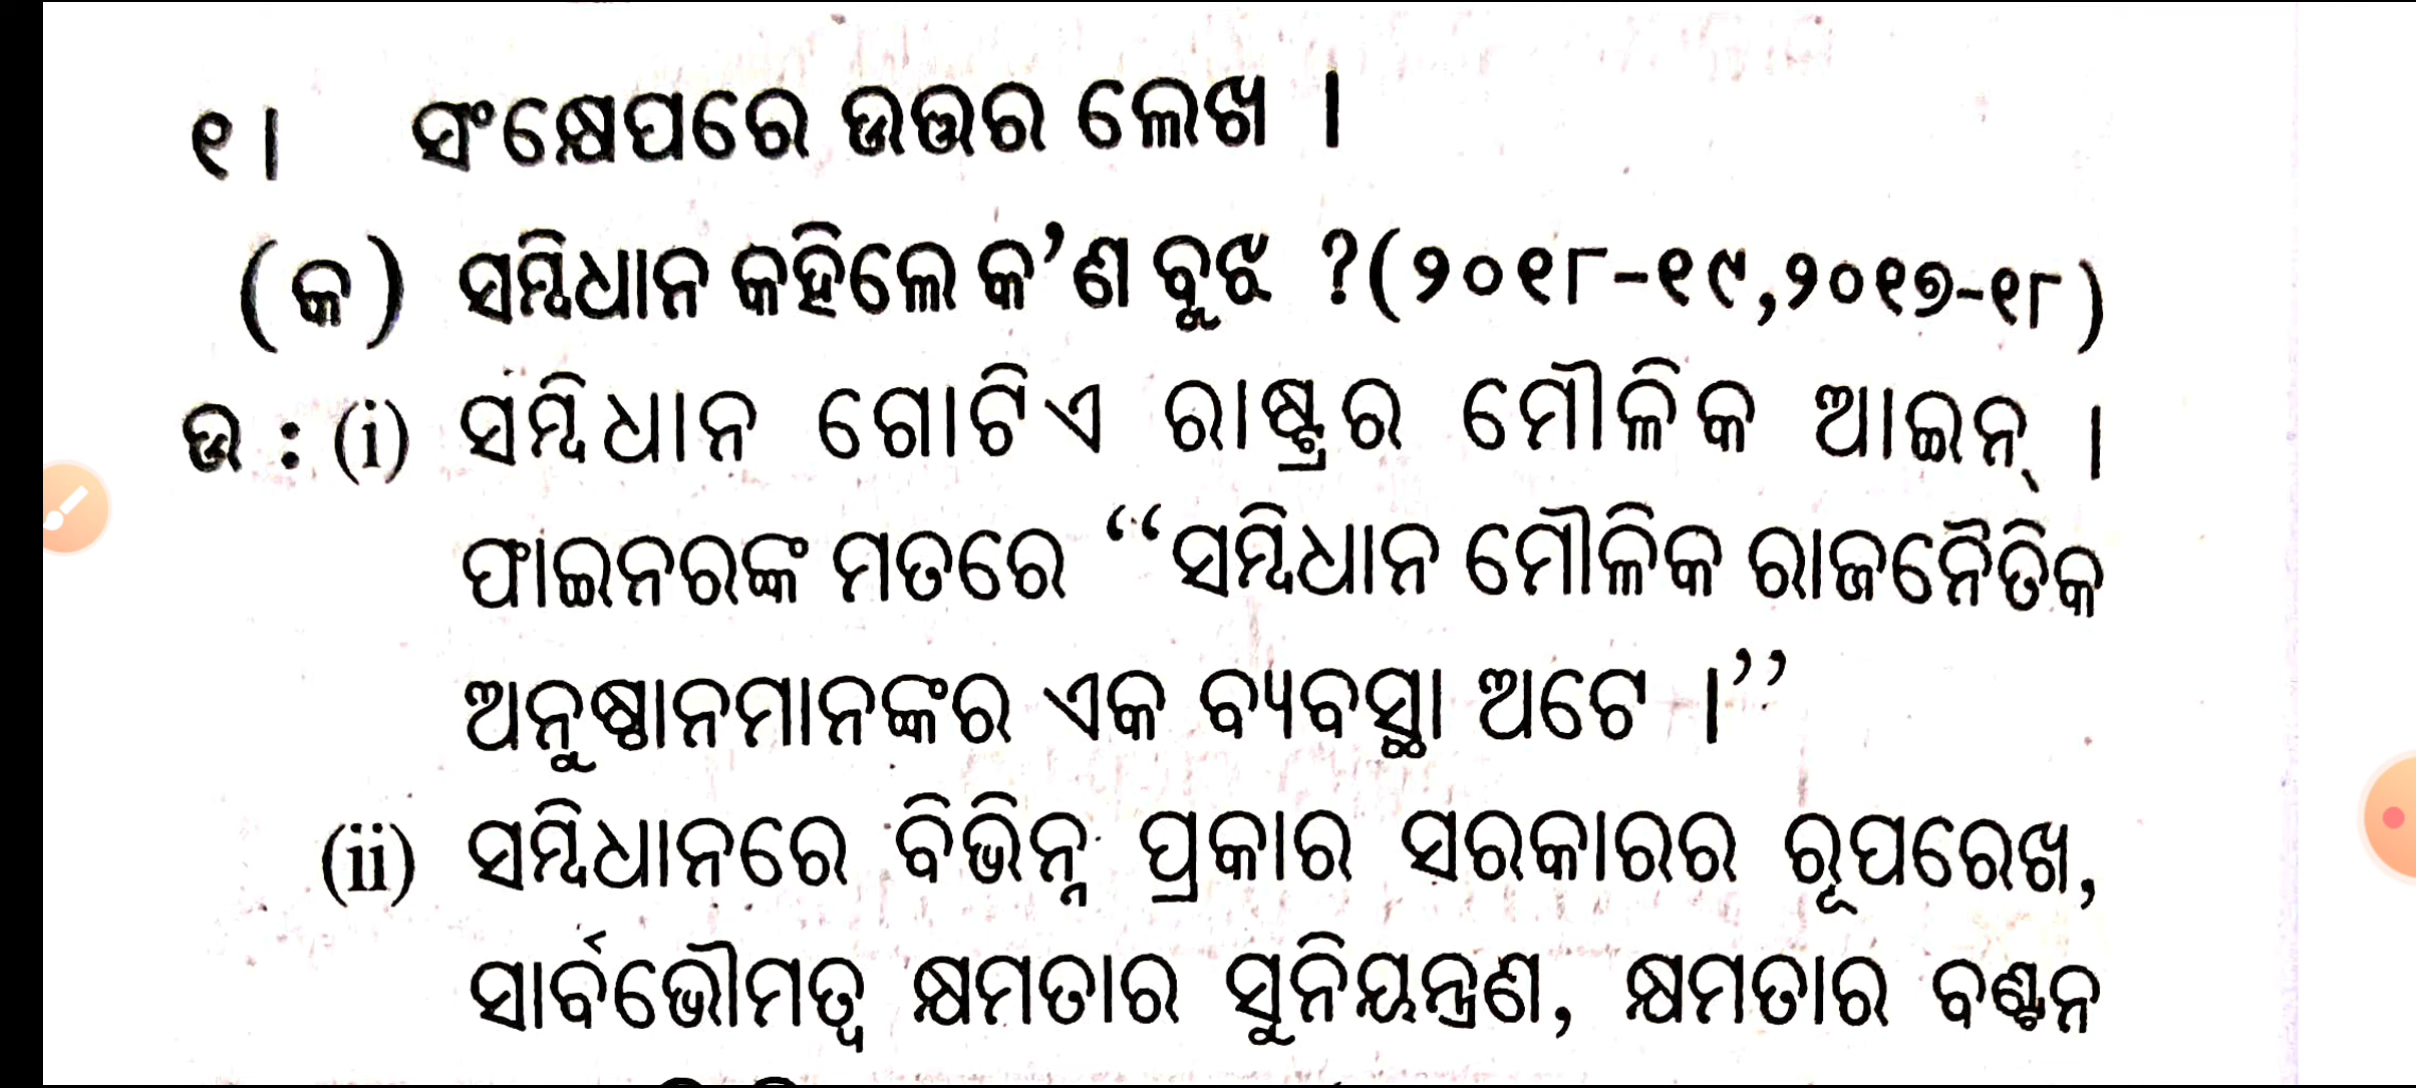 ୧। ସଂକ୍ଷେପରେ ଉତ୍ତର ଲେଖ ।
(କ) ସମ୍ବିଧାନ କହିଲେ କ’ଣ ବୁଝ ?(୨୦୧୮-୧୯,୨୦୧୭-୧୮)
ଉ : (i) ସମ୍ବିଧାନ ଗୋଟିଏ ରାଷ୍ଟ୍ରର ମୌଳିକ ଆଇନ୍ ।
ଫାଇନରଙ୍କ ମତରେ “ସମ୍ବିଧାନ ମୌଳିକ ରାଜନୈତିକ
ଅନୁଷ୍ଠାନମାନଙ୍କର ଏକ ବ୍ୟବସ୍ଥା ଅଟେ ।”
(ii) ସମ୍ବିଧାନରେ ବିଭିନ୍ନ ପ୍ରକାର ସରକାରର ରୂପରେଖ,
ସାର୍ବଭୌମତ୍ୱ କ୍ଷମତାର ସୁନିୟନ୍ତ୍ରଣ, କ୍ଷମତାର ବଣ୍ଟନ